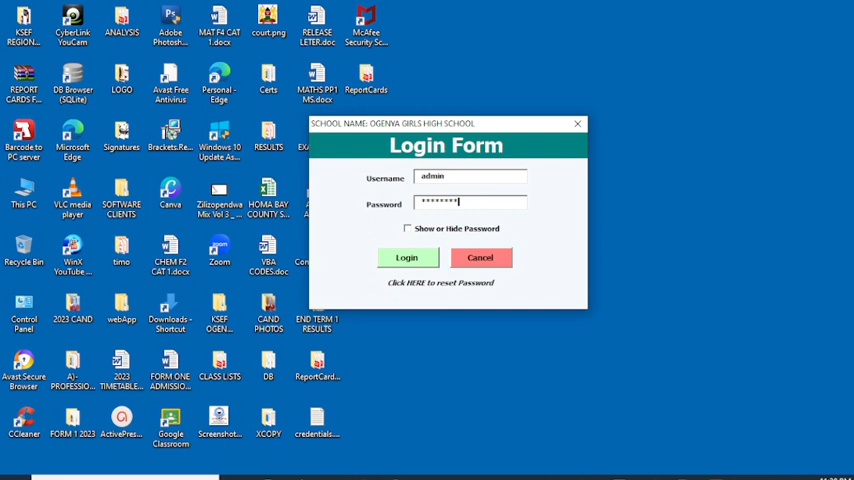 KSEF
REGION...
CyberLink
YouCam
ANALYSIS
Adobe
Photosh...
MAT F4 CAT
1.docx
court.png
RELEASE
LETER.doc
McAfee
Security Sc...
REPORT
CARDS F...
DB Browser
(SQLite)
LOGO
Avast Free
Antivirus
Personal -
Edge
Certs
MATHS PP1
MS.docx
ReportCards
Barcode to
PC server
Microsoft
Edge
Signatures
Brackets.Re...
Windows 10
Update As...
RESULTS
This PC
VLC media
player
SOFTWARE
CLIENTS
Canva
Zilizopendwa
Mix Vol 3 _...
HOMA BAY
COUNTY S...
Recycle Bin
WinX
YouTube ...
timo
CHEM F2
CAT 1.docx
Zoom
VBA
CODES.doc
Control
Panel
2023 CAND
webApp
Downloads -
Shortcut
KSEF
OGEN...
CAND
PHOTOS
END TERM 1
RESULTS
Avast Secure
Browser
A)-
PROFESSIO...
2023
TIMETABLE...
FORM ONE
ADMISSIO...
CLASS LISTS
DB
ReportCard...
CCleaner
FORM 1 2023
ActivePres...
Google
Classroom
Screenshot...
XCOPY
credentials....
SCHOOL NAME: OGENYA GIRLS HIGH SCHOOL
Login Form
Username admin
Password ********
Show or Hide Password
Login Cancel
Click HERE to reset Password